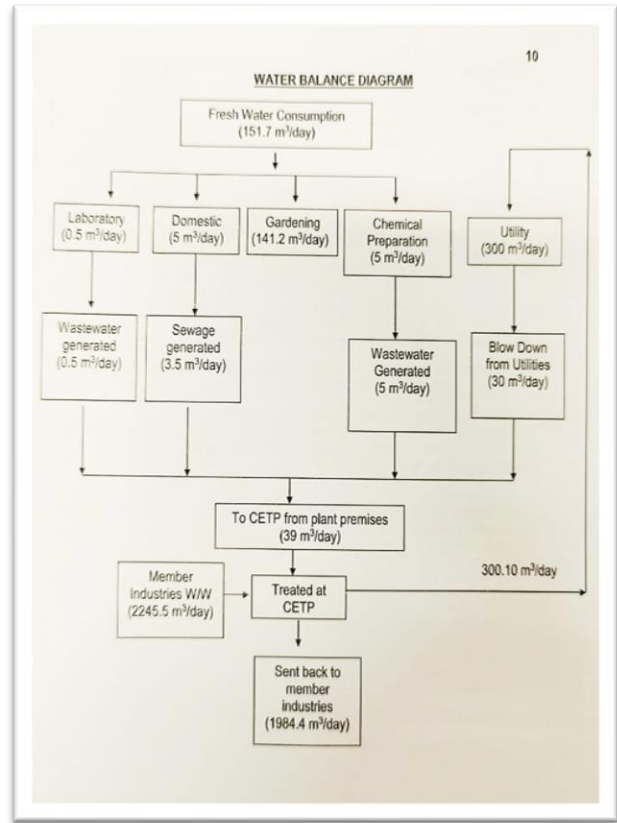 10
WATER BALANCE DIAGRAM
Fresh Water Consumption
(151.7 m³/day)
Laboratory
(0.5 m³/day)
Domestic
(5 m³/day)
Gardening
(141.2 m³/day)
Chemical
Preparation
(5 m³/day)
Utility
(300 m³/day)
Wastewater
generated
(0.5 m³/day)
Sewage
generated
(3.5 m³/day)
Wastewater
Generated
(5 m³/day)
Blow Down
from Utilities
(30 m³/day)
To CETP from plant premises
(39 m³/day)
Member
Industries W/W
(2245.5 m³/day)
Treated at
CETP
300.10 m³/day
Sent back to
member
industries
(1984.4 m³/day)